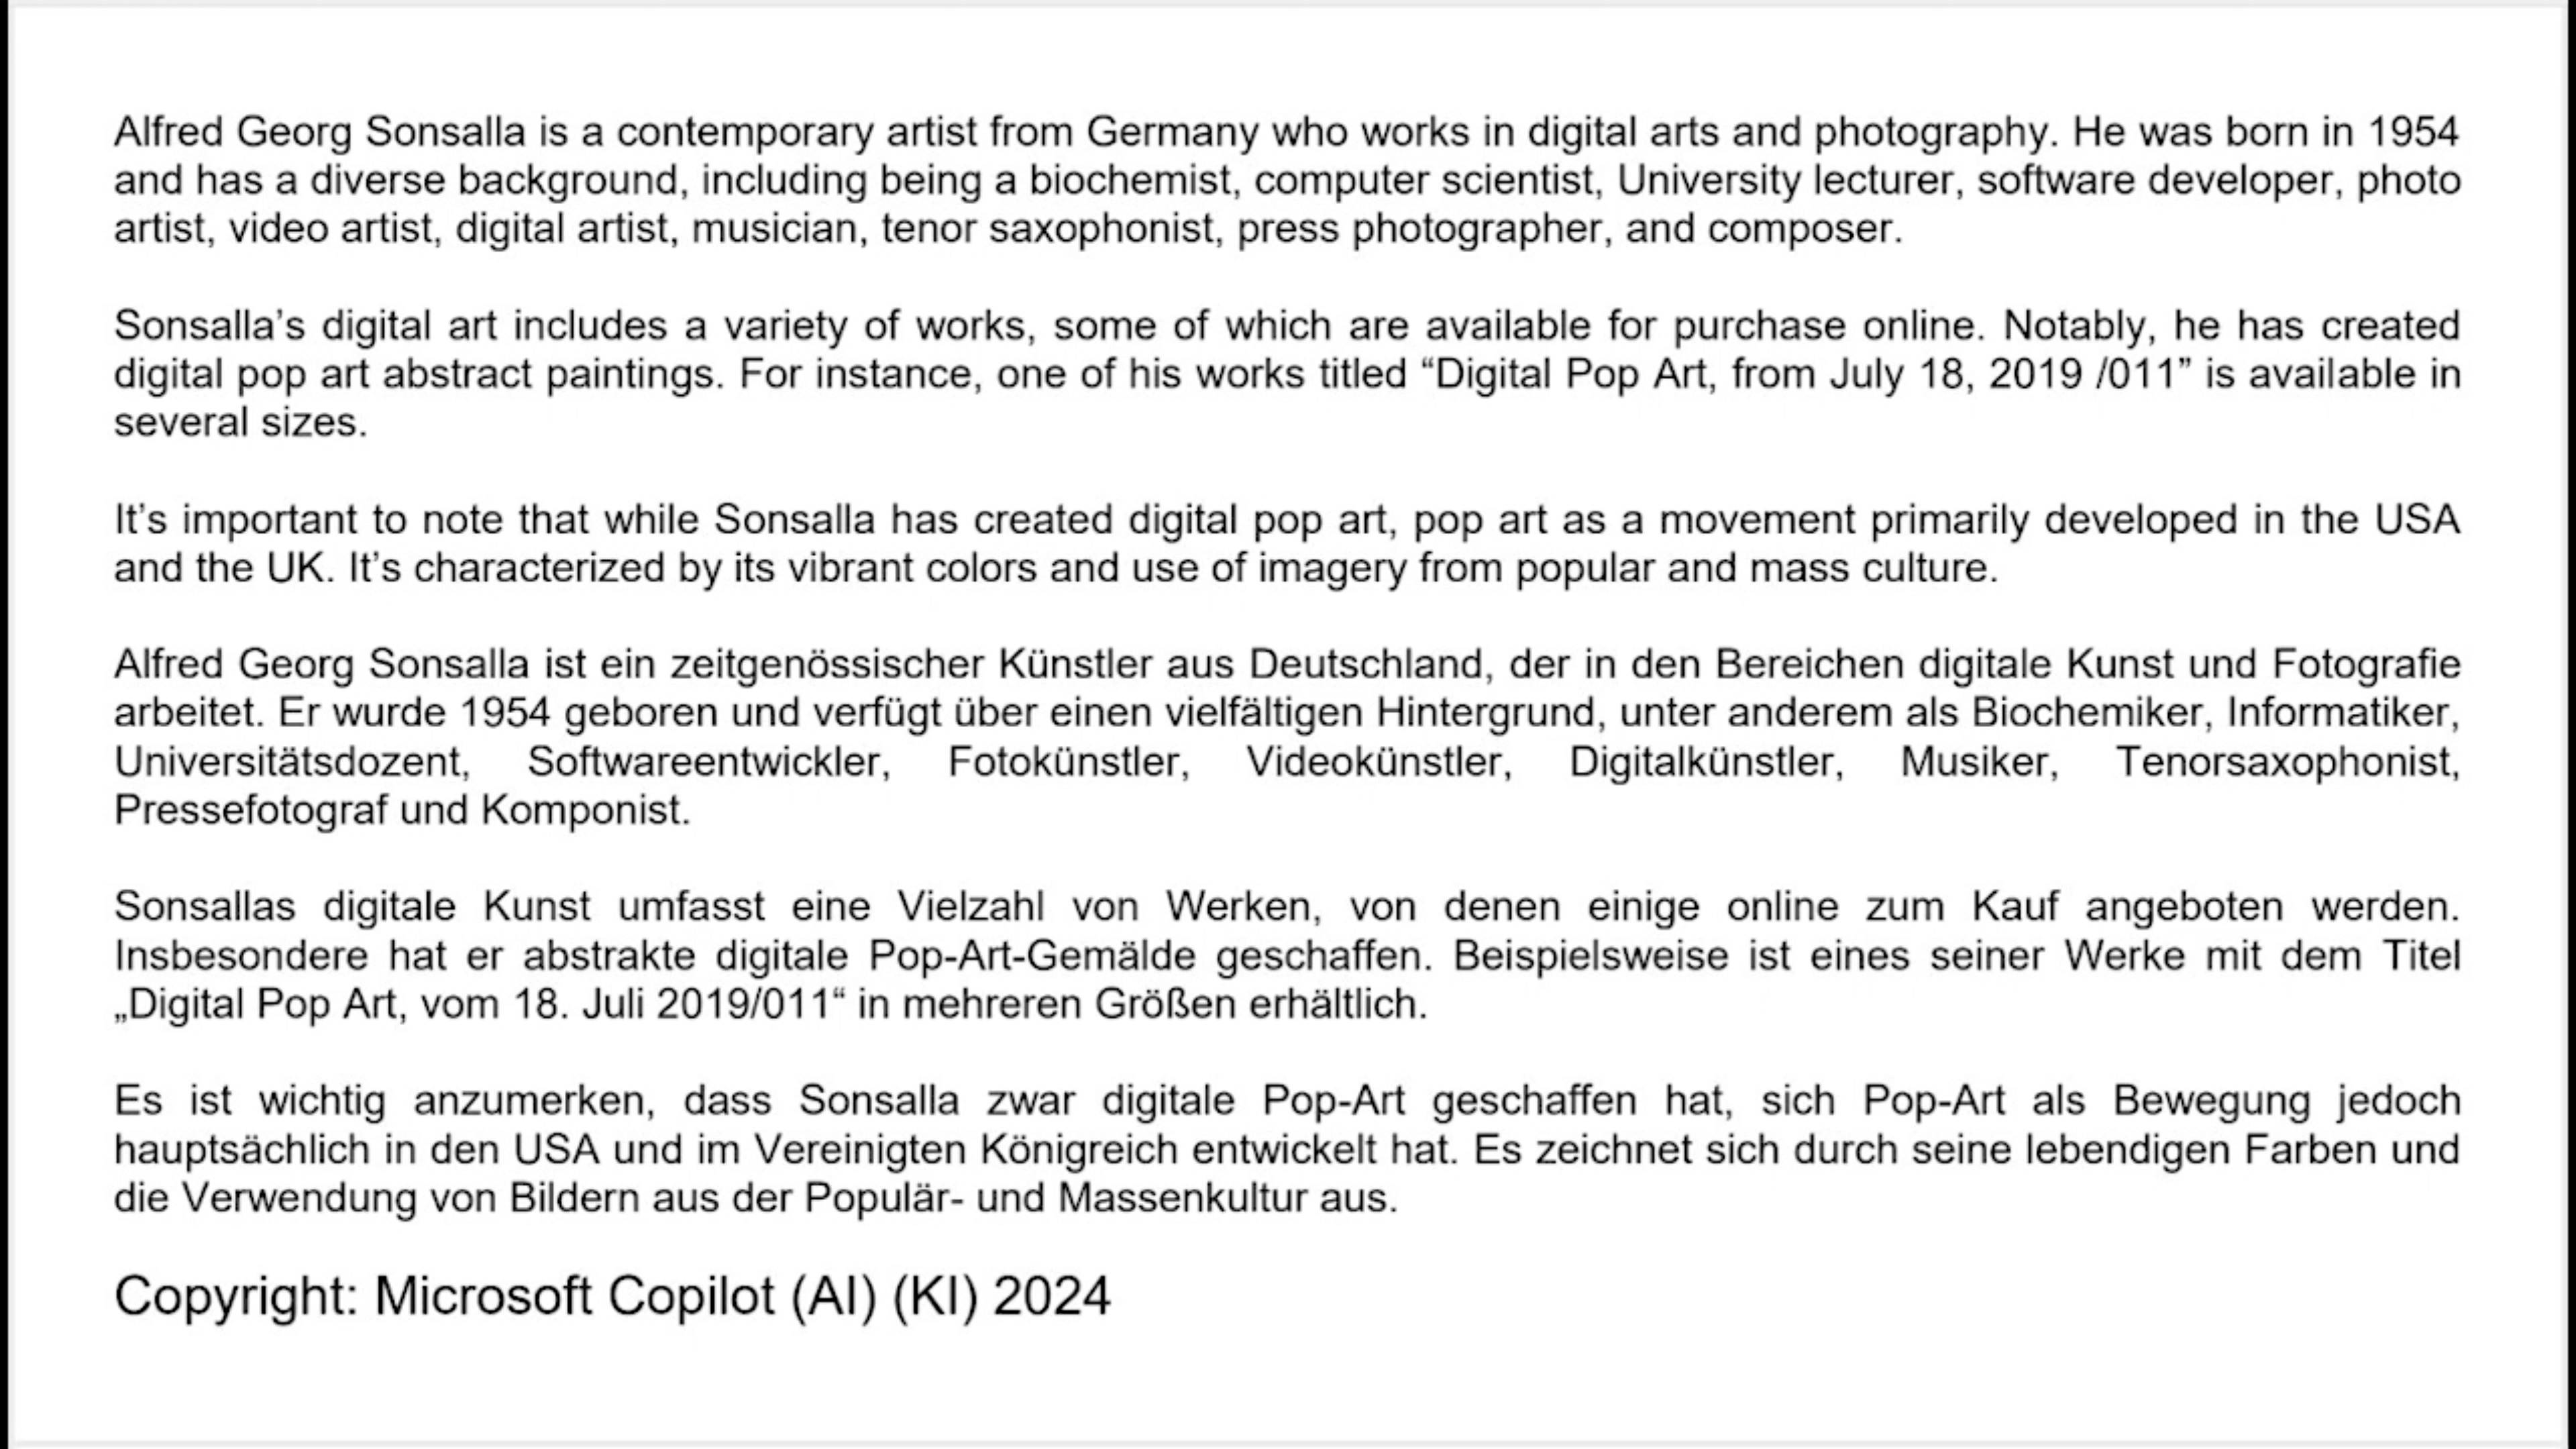 Alfred Georg Sonsalla is a contemporary artist from Germany who works in digital arts and photography. He was born in 1954
and has a diverse background, including being a biochemist, computer scientist, University lecturer, software developer, photo
artist, video artist, digital artist, musician, tenor saxophonist, press photographer, and composer.
Sonsalla’s digital art includes a variety of works, some of which are available for purchase online. Notably, he has created
digital pop art abstract paintings. For instance, one of his works titled “Digital Pop Art, from July 18, 2019 /011” is available in
several sizes.
It’s important to note that while Sonsalla has created digital pop art, pop art as a movement primarily developed in the USA
and the UK. It’s characterized by its vibrant colors and use of imagery from popular and mass culture.
Alfred Georg Sonsalla ist ein zeitgenössischer Künstler aus Deutschland, der in den Bereichen digitale Kunst und Fotografie
arbeitet. Er wurde 1954 geboren und verfügt über einen vielfältigen Hintergrund, unter anderem als Biochemiker, Informatiker,
Universitätsdozent, Softwareentwickler, Fotokünstler, Videokünstler, Digitalkünstler, Musiker, Tenorsaxophonist,
Pressefotograf und Komponist.
Sonsallas digitale Kunst umfasst eine Vielzahl von Werken, von denen einige online zum Kauf angeboten werden.
Insbesondere hat er abstrakte digitale Pop-Art-Gemälde geschaffen. Beispielsweise ist eines seiner Werke mit dem Titel
„Digital Pop Art, vom 18. Juli 2019/011“ in mehreren Größen erhältlich.
Es ist wichtig anzumerken, dass Sonsalla zwar digitale Pop-Art geschaffen hat, sich Pop-Art als Bewegung jedoch
hauptsächlich in den USA und im Vereinigten Königreich entwickelt hat. Es zeichnet sich durch seine lebendigen Farben und
die Verwendung von Bildern aus der Populär- und Massenkultur aus.
Copyright: Microsoft Copilot (AI) (KI) 2024